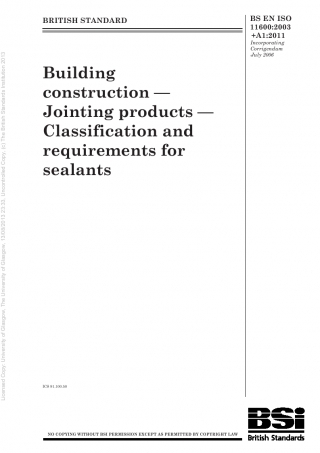 BRITISH STANDARD
BS EN ISO
11600:2003
+A1:2011
Incorporating
Corrigendum
July 2006
Building
construction —
Jointing products —
Classification and
requirements for
sealants
Licensed Copy: University of Glasgow, The University of Glasgow, 13/09/2013 23:33, Uncontrolled Copy, (c) The British Standards Institution 2013
ICS 91.100.50
NO COPYING WITHOUT BSI PERMISSION EXCEPT AS PERMITTED BY COPYRIGHT LAW
BSi
British Standards